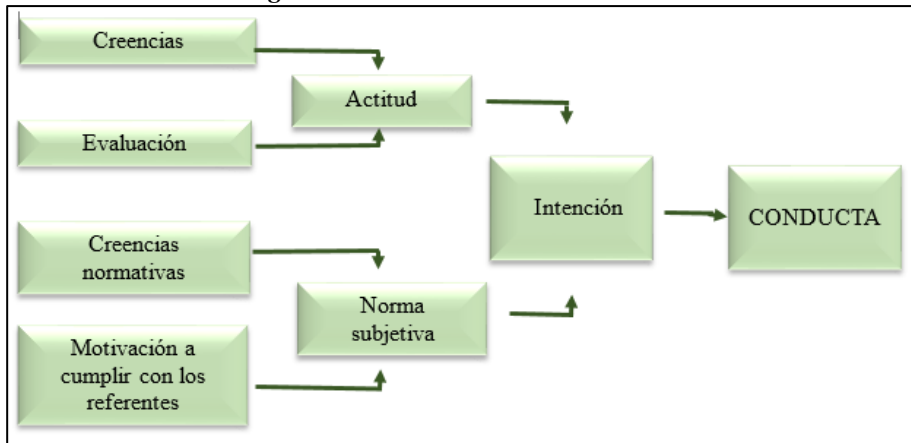 Creencias
Actitud
Evaluación
Intención
CONDUCTA
Creencias
normativas
Norma
subjetiva
Motivación a
cumplir con los
referentes